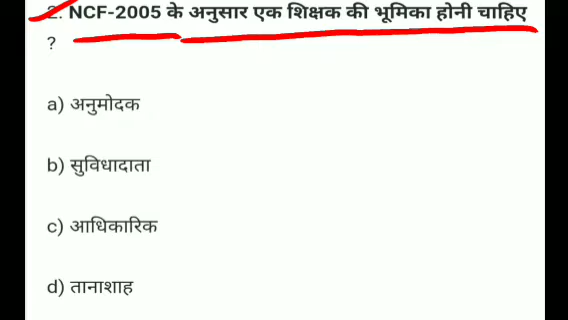 2. NCF-2005 के अनुसार एक शिक्षक की भूमिका होनी चाहिए
?
a) अनुमोदक
b) सुविधादाता
c) आधिकारिक
d) तानाशाह